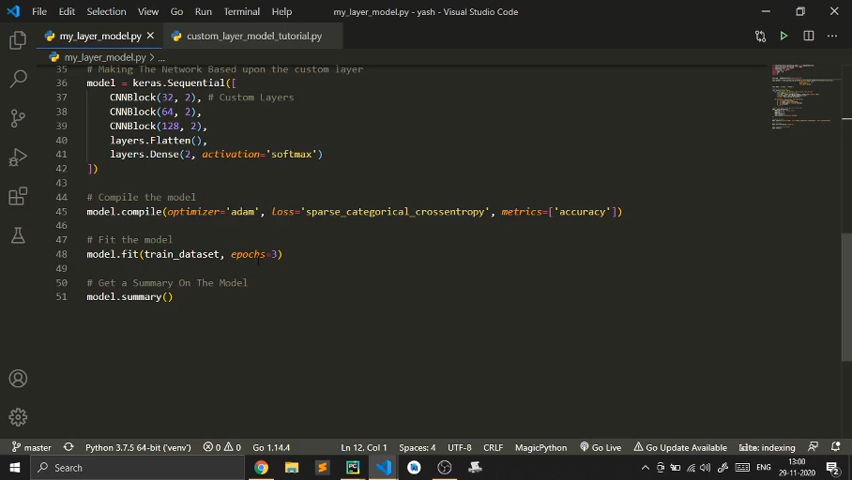 File Edit Selection View Go Run Terminal Help my_layer_model.py - yash - Visual Studio Code
my_layer_model.py custom_layer_model_tutorial.py
my_layer_model.py > ...
35 # Making The Network Based upon the custom layer
36 model = keras.Sequential([
37 CNNBlock(32, 2), # Custom Layers
38 CNNBlock(64, 2),
39 CNNBlock(128, 2),
40 layers.Flatten(),
41 layers.Dense(2, activation='softmax')
42 ])
43
44 # Compile the model
45 model.compile(optimizer='adam', loss='sparse_categorical_crossentropy', metrics=['accuracy'])
46
47 # Fit the model
48 model.fit(train_dataset, epochs=3)
49
50 # Get a Summary On The Model
51 model.summary()
master Python 3.7.5 64-bit ('venv') 0 0 Go 1.14.4 Ln 12, Col 1 Spaces: 4 UTF-8 CRLF MagicPython Go Live Go Update Available kite: indexing
Search ENG 13:00
29-11-2020 2